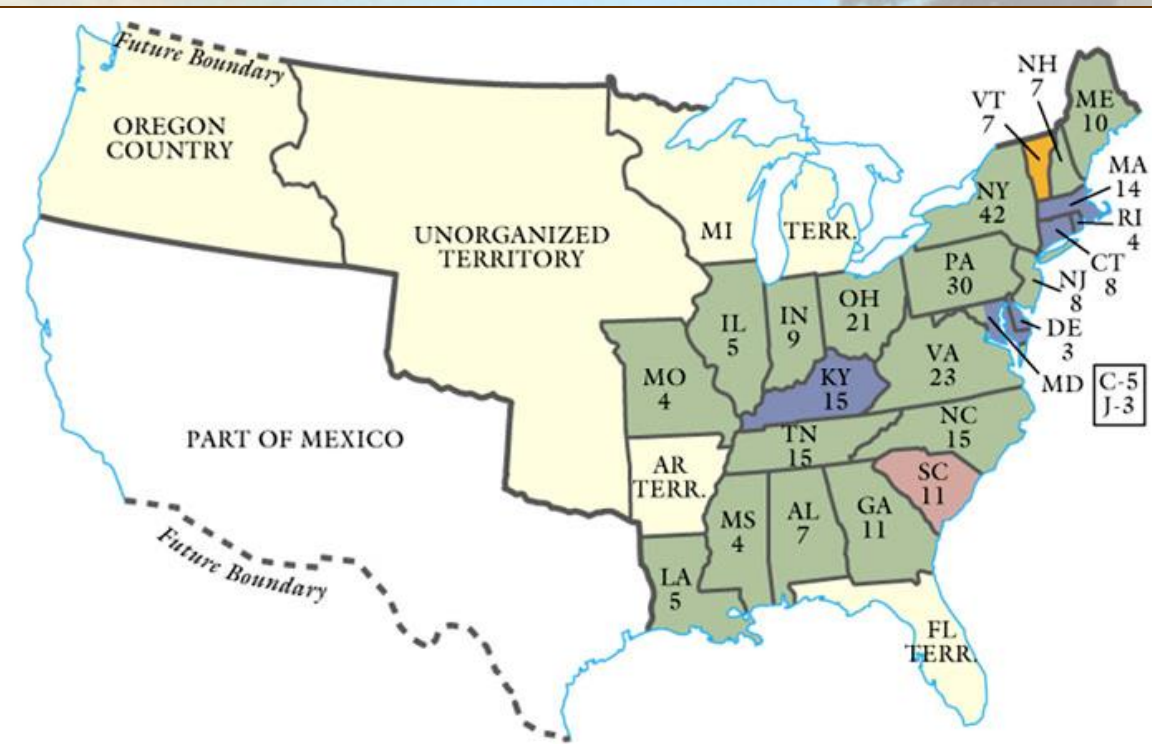 Future Boundary
OREGON
COUNTRY
UNORGANIZED
TERRITORY
PART OF MEXICO
Future Boundary
MI
TERR.
NH
7
VT
7
ME
10
MA
14
RI
4
CT
8
NJ
8
DE
3
MD
C-5
J-3
NY
42
PA
30
OH
21
IN
9
IL
5
MO
4
KY
15
VA
23
NC
15
TN
15
SC
11
AR
TERR.
MS
4
AL
7
GA
11
LA
5
FL
TERR.